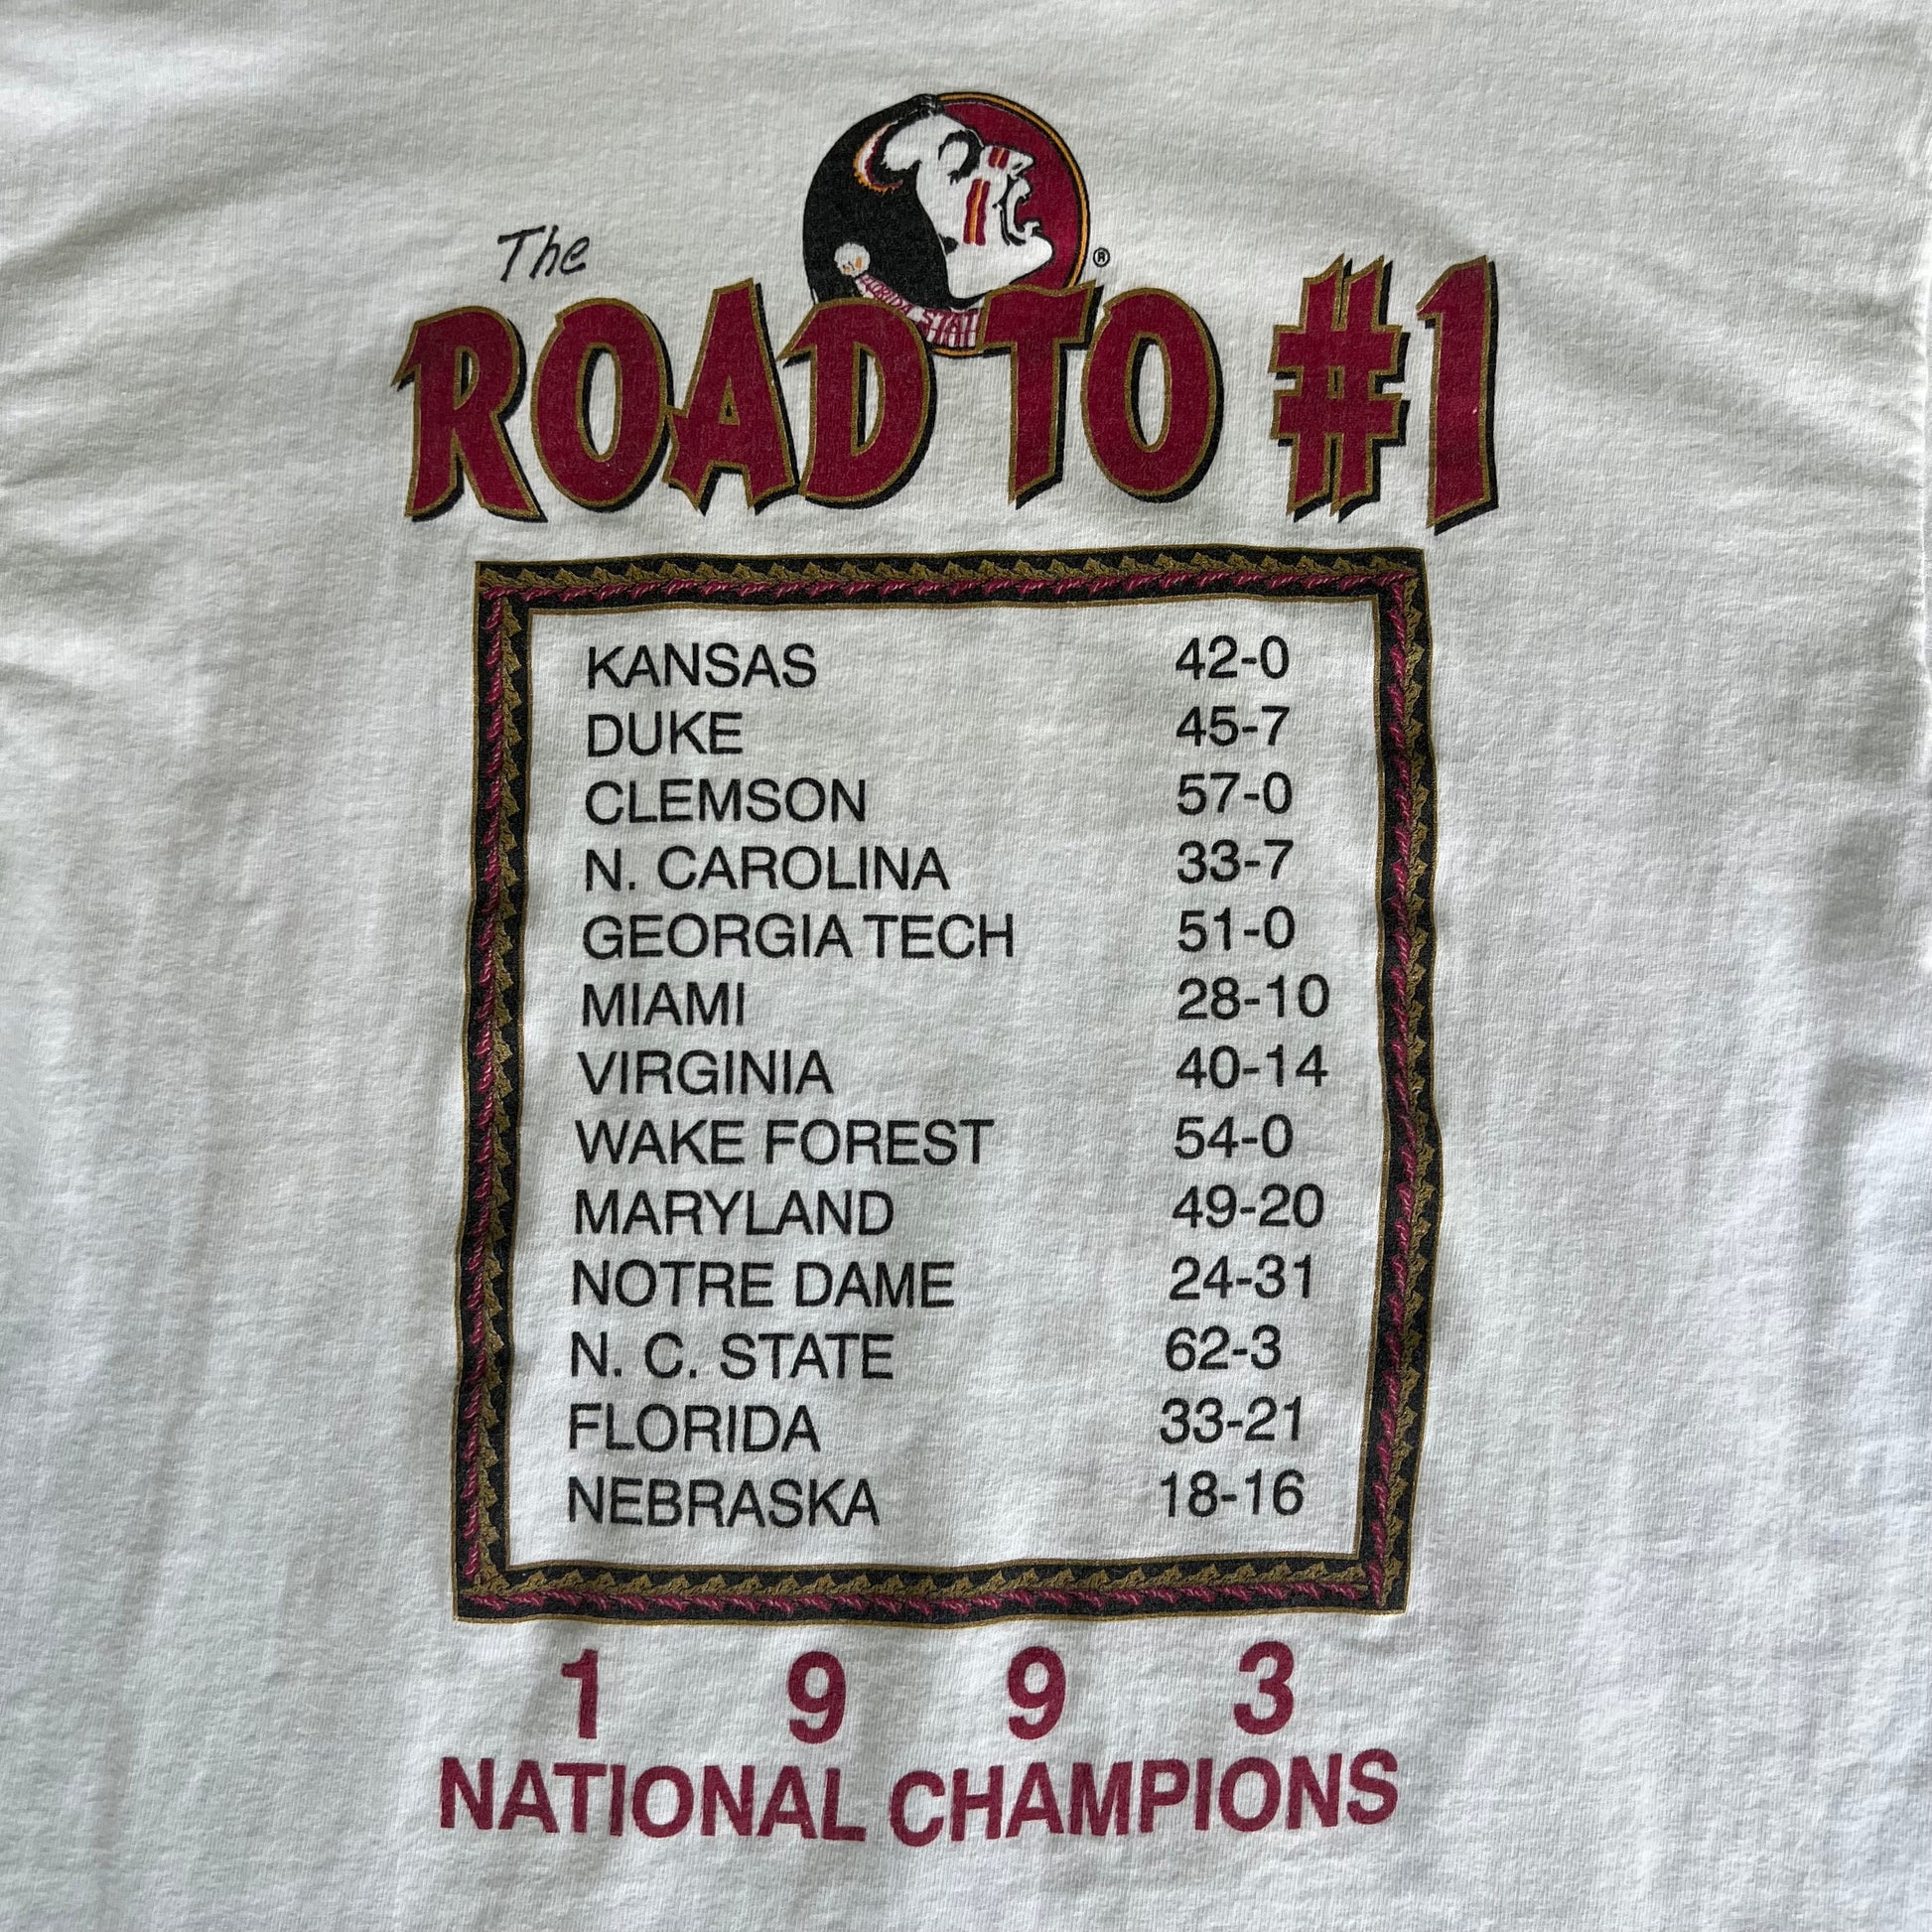 The
®
FLORIDA STATE
ROAD TO #1
KANSAS 42-0
DUKE 45-7
CLEMSON 57-0
N. CAROLINA 33-7
GEORGIA TECH 51-0
MIAMI 28-10
VIRGINIA 40-14
WAKE FOREST 54-0
MARYLAND 49-20
NOTRE DAME 24-31
N. C. STATE 62-3
FLORIDA 33-21
NEBRASKA 18-16
1 9 9 3
NATIONAL CHAMPIONS